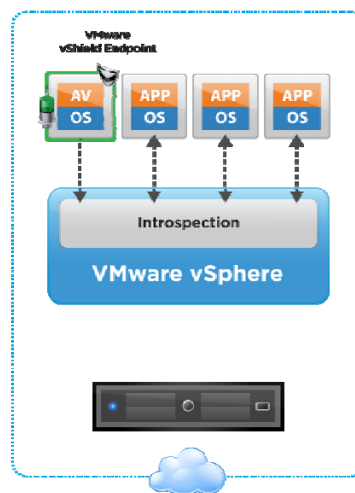 VMware
vShield Endpoint
AV APP APP APP
OS OS OS OS
Introspection
VMware vSphere